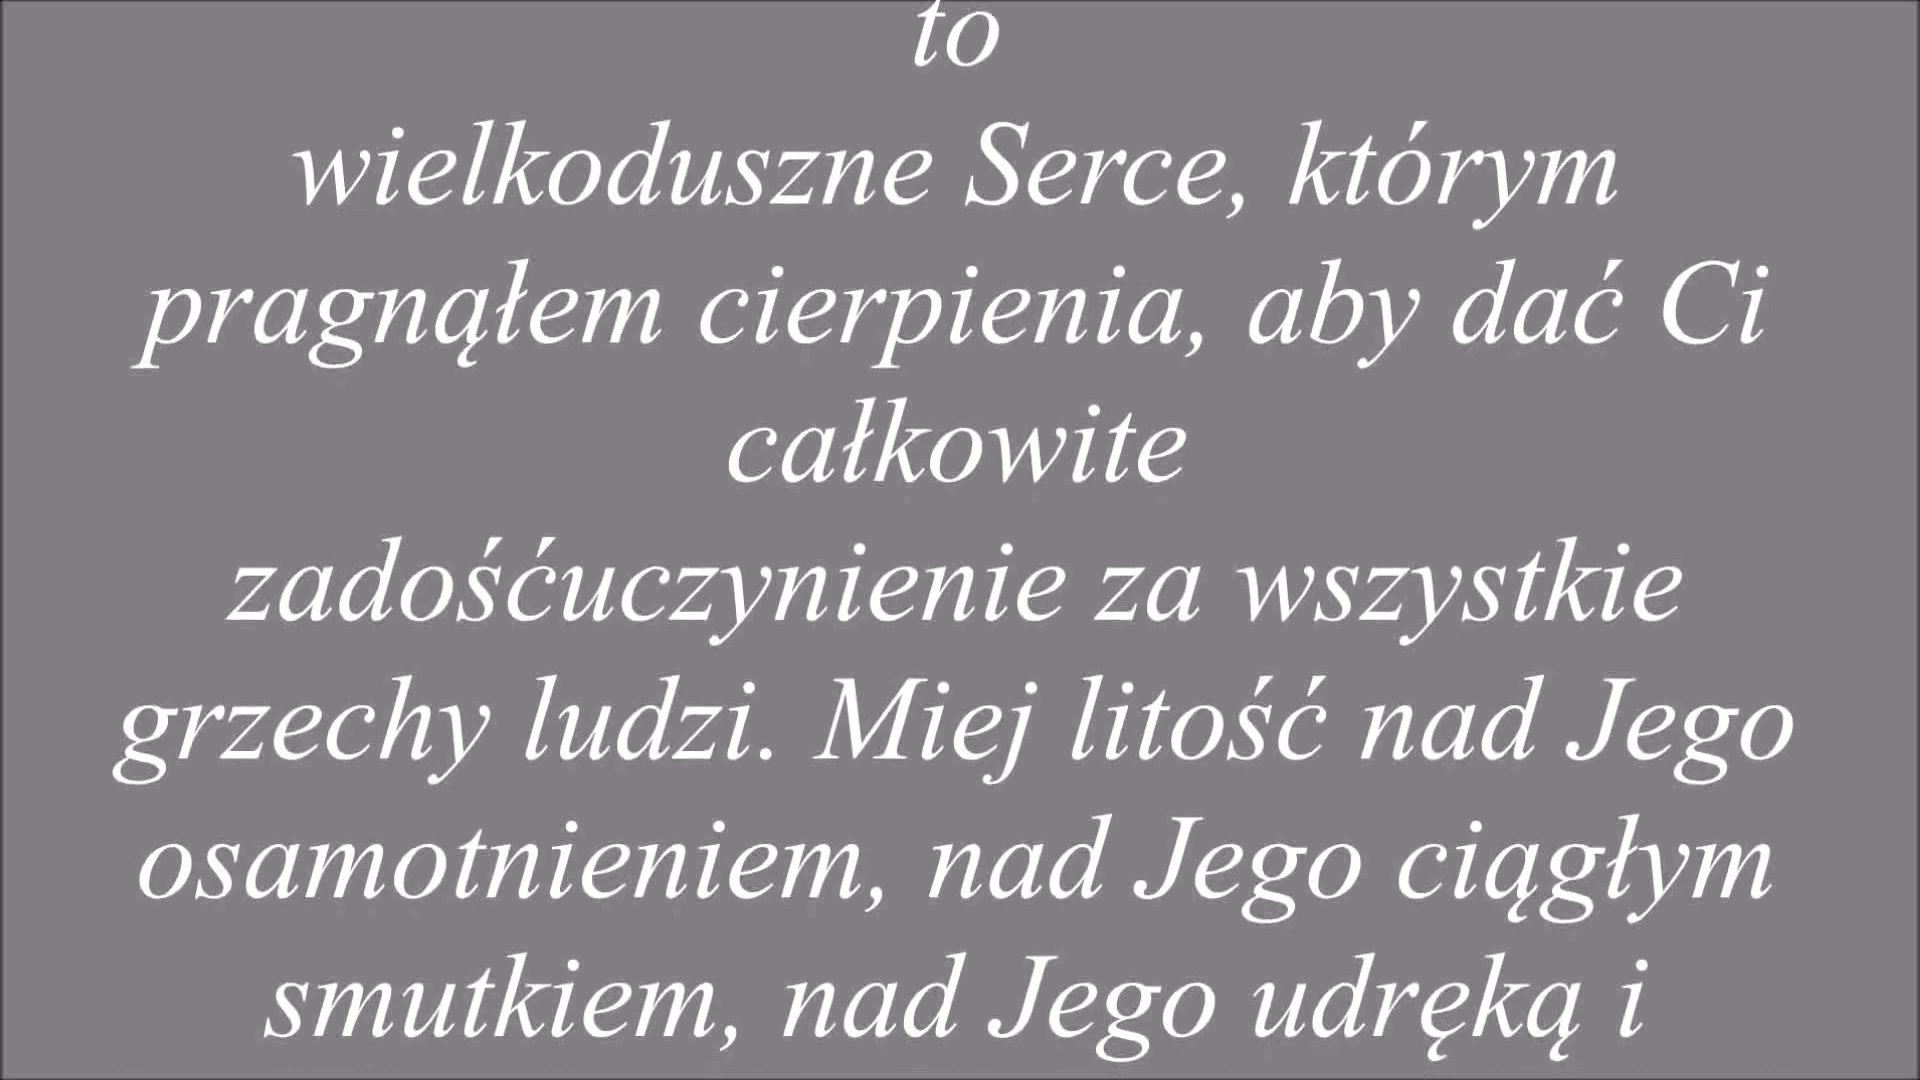 to
wielkoduszne Serce, którym
pragnąłem cierpienia, aby dać Ci
całkowite
zadośćuczynienie za wszystkie
grzechy ludzi. Miej litość nad Jego
osamotnieniem, nad Jego ciągłym
smutkiem, nad Jego udręką i